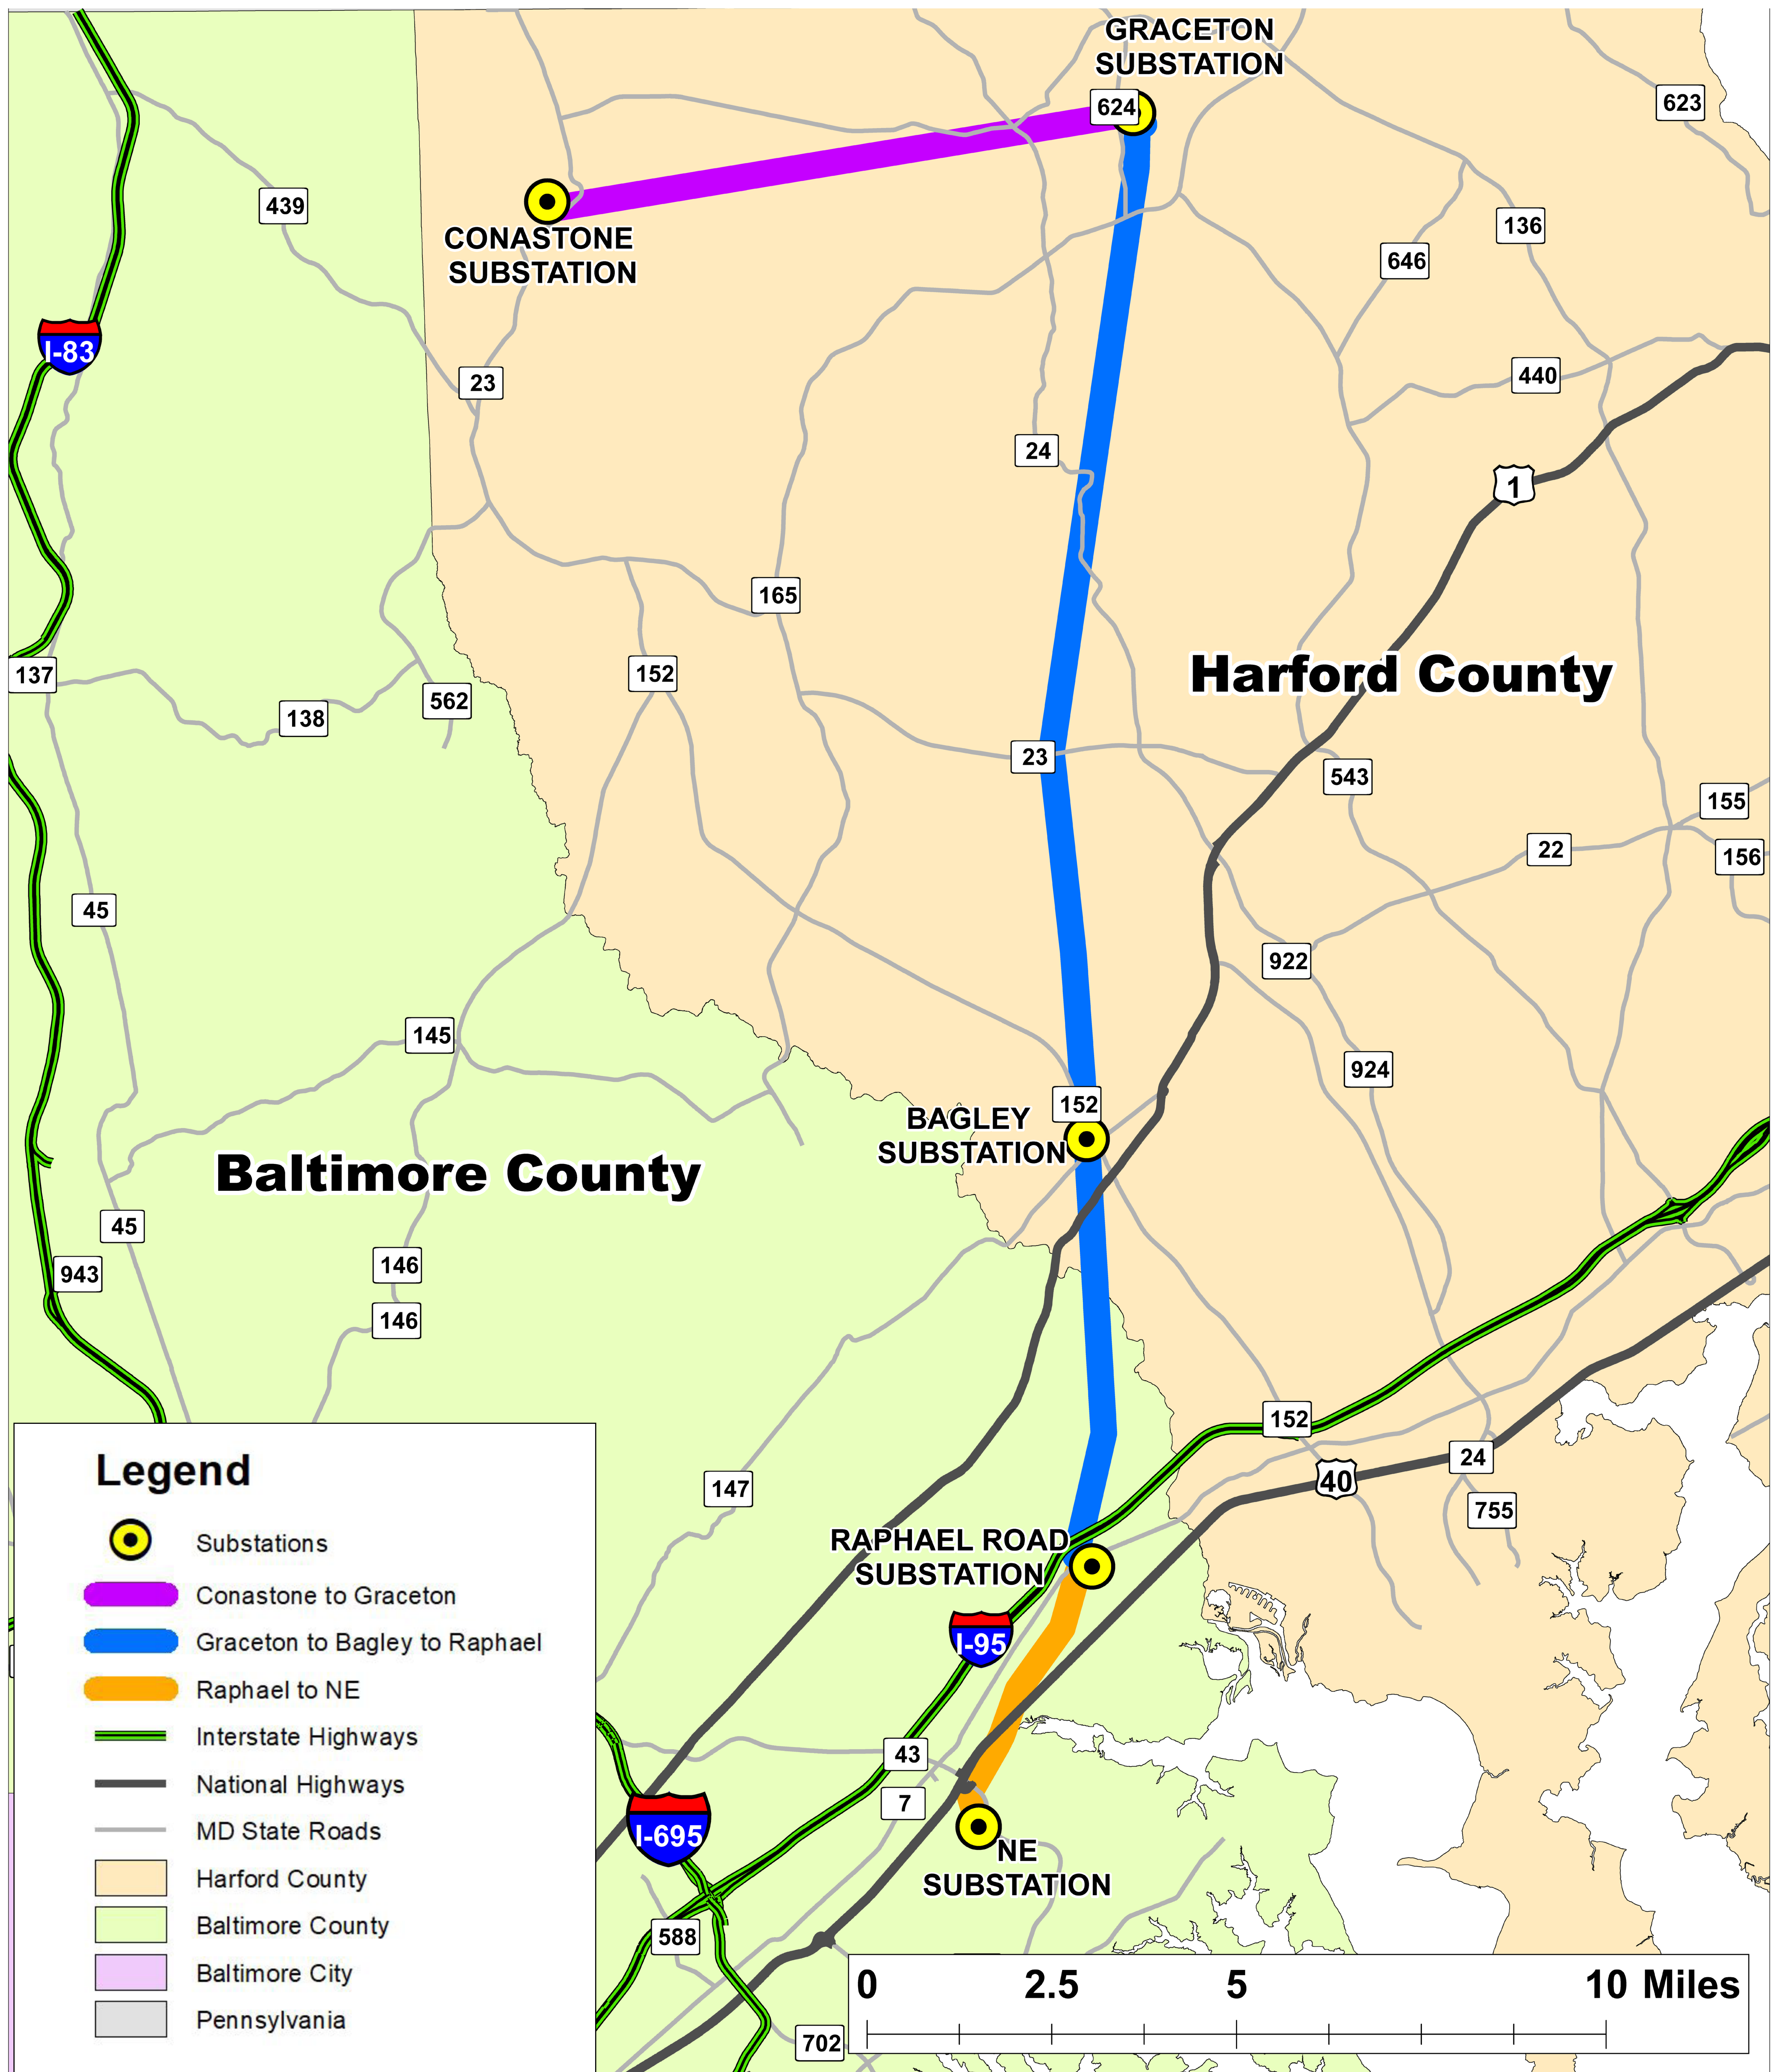 GRACETON
SUBSTATION
624
623
439
CONASTONE
SUBSTATION
136
646
I-83
23
440
24
1
165
137
152
Harford County
562
138
23
543
155
22
156
45
922
145
924
152
BAGLEY
SUBSTATION
Baltimore County
45
146
943
146
152
24
40
147
755
RAPHAEL ROAD
SUBSTATION
I-95
43
7
I-695
NE
SUBSTATION
588
702
Legend
Substations
Conastone to Graceton
Graceton to Bagley to Raphael
Raphael to NE
Interstate Highways
National Highways
MD State Roads
Harford County
Baltimore County
Baltimore City
Pennsylvania
0 2.5 5 10 Miles